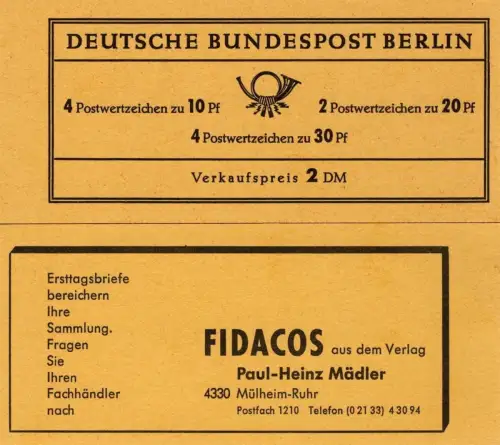 DEUTSCHE BUNDESPOST BERLIN
4 Postwertzeichen zu 10 Pf 2 Postwertzeichen zu 20 Pf
4 Postwertzeichen zu 30 Pf
Verkaufspreis 2 DM
Ersttagsbriefe
bereichern
Ihre
Sammlung.
Fragen
Sie
Ihren
Fachhändler
nach
FIDACOS aus dem Verlag
Paul-Heinz Mädler
4330 Mülheim-Ruhr
Postfach 1210 Telefon (0 21 33) 4 30 94